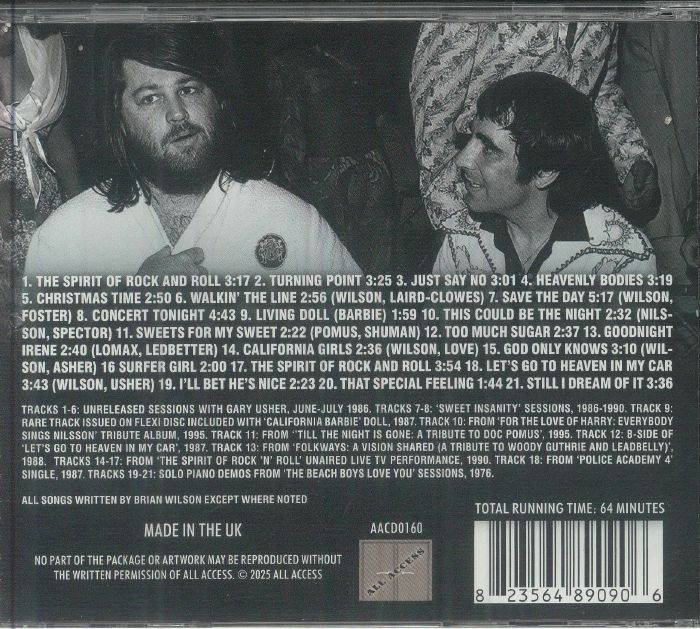 1. THE SPIRIT OF ROCK AND ROLL 3:17 2. TURNING POINT 3:25 3. JUST SAY NO 3:01 4. HEAVENLY BODIES 3:19
5. CHRISTMAS TIME 2:50 6. WALKIN' THE LINE 2:56 (WILSON, LAIRD-CLOWES) 7. SAVE THE DAY 5:17 (WILSON,
FOSTER) 8. CONCERT TONIGHT 4:43 9. LIVING DOLL (BARBIE) 1:59 10. THIS COULD BE THE NIGHT 2:32 (NILS-
SON, SPECTOR) 11. SWEETS FOR MY SWEET 2:22 (POMUS, SHUMAN) 12. TOO MUCH SUGAR 2:37 13. GOODNIGHT
IRENE 2:40 (LOMAX, LEDBETTER) 14. CALIFORNIA GIRLS 2:36 (WILSON, LOVE) 15. GOD ONLY KNOWS 3:10 (WIL-
SON, ASHER) 16 SURFER GIRL 2:00 17. THE SPIRIT OF ROCK AND ROLL 3:54 18. LET'S GO TO HEAVEN IN MY CAR
3:43 (WILSON, USHER) 19. I'LL BET HE'S NICE 2:23 20. THAT SPECIAL FEELING 1:44 21. STILL I DREAM OF IT 3:36
TRACKS 1-6: UNRELEASED SESSIONS WITH GARY USHER, JUNE-JULY 1986. TRACKS 7-8: 'SWEET INSANITY' SESSIONS, 1986-1990. TRACK 9:
RARE TRACK ISSUED ON FLEXI DISC INCLUDED WITH 'CALIFORNIA BARBIE' DOLL, 1987. TRACK 10: FROM 'FOR THE LOVE OF HARRY: EVERYBODY
SINGS NILSSON' TRIBUTE ALBUM, 1995. TRACK 11: FROM ''TILL THE NIGHT IS GONE: A TRIBUTE TO DOC POMUS', 1995. TRACK 12: B-SIDE OF
'LET'S GO TO HEAVEN IN MY CAR', 1987. TRACK 13: FROM 'FOLKWAYS: A VISION SHARED (A TRIBUTE TO WOODY GUTHRIE AND LEADBELLY)',
1988. TRACKS 14-17: FROM 'THE SPIRIT OF ROCK 'N' ROLL' UNAIRED LIVE TV PERFORMANCE, 1990. TRACK 18: FROM 'POLICE ACADEMY 4'
SINGLE, 1987. TRACKS 19-21: SOLO PIANO DEMOS FROM 'THE BEACH BOYS LOVE YOU' SESSIONS, 1976.
ALL SONGS WRITTEN BY BRIAN WILSON EXCEPT WHERE NOTED
TOTAL RUNNING TIME: 64 MINUTES
MADE IN THE UK
AACD0160
NO PART OF THE PACKAGE OR ARTWORK MAY BE REPRODUCED WITHOUT
THE WRITTEN PERMISSION OF ALL ACCESS. © 2025 ALL ACCESS
ALL ACCESS
8 23564 89090 6